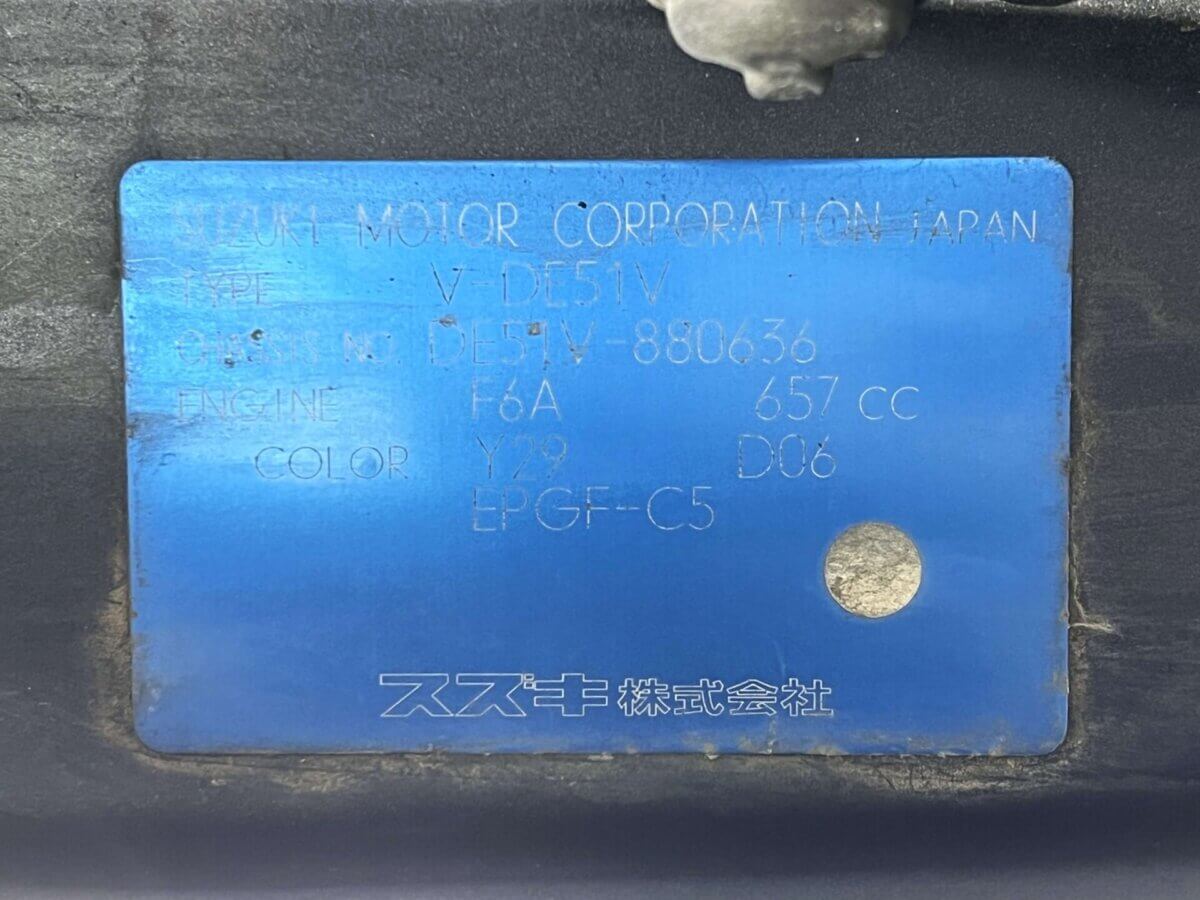 SUZUKI MOTOR CORPORATION JAPAN
TYPE V-DE51V
CHASSIS NO. DE51V-880636
ENGINE F6A 657 CC
COLOR Y29 D06
EPGF-C5
スズキ株式会社